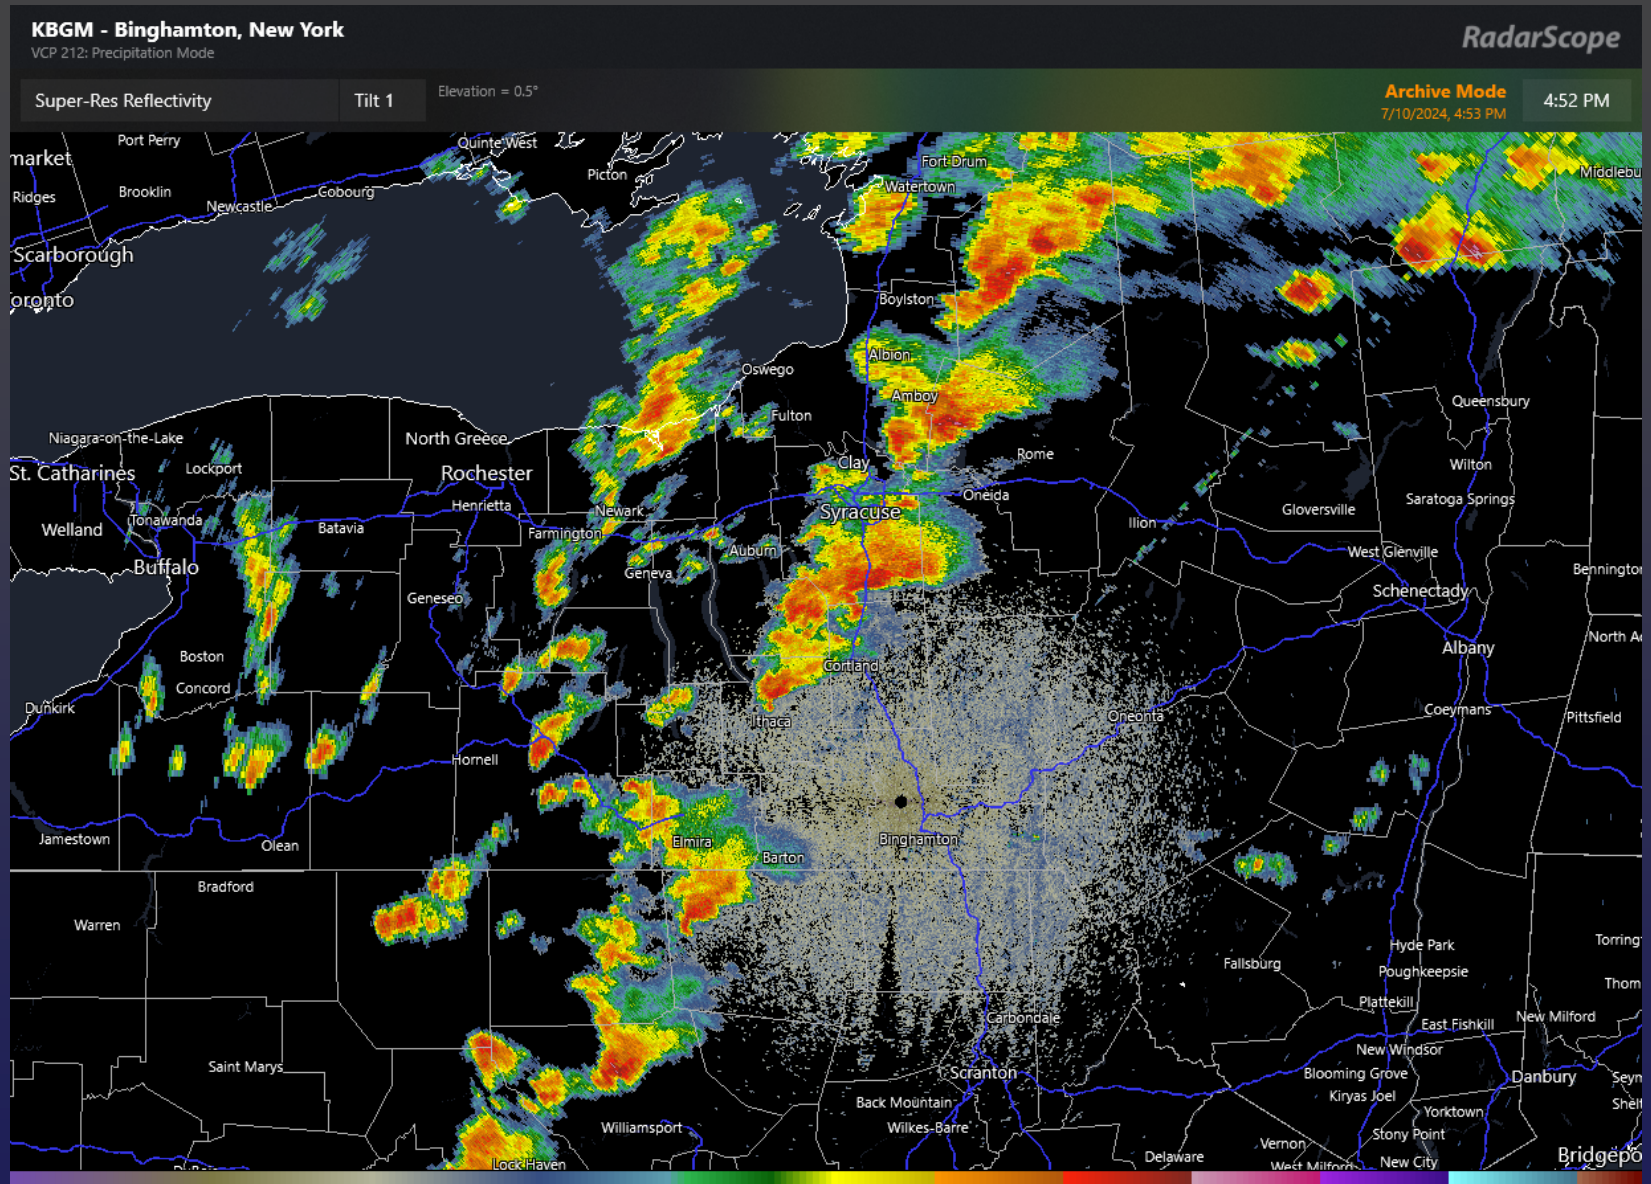 KBGM - Binghamton, New York
RadarScope
VCP 212: Precipitation Mode
Super-Res Reflectivity
Tilt 1
Elevation = 0.5°
Archive Mode
7/10/2024, 4:53 PM
4:52 PM
Port Perry
Quinte West
market
Fort Drum
Picton
Middlebu
Watertown
Ridges
Brooklin
Gobourg
Newcastle
Scarborough
oronto
Boylston
Albion
Oswego
Amboy
Queensbury
Fulton
Niagara-on-the-Lake
North Greece
Rome
Clay
Wilton
St. Catharines
Lockport
Rochester
Oneida
Saratoga Springs
Henrietta
Newark
Syracuse
Gloversville
Tonawanda
Batavia
Ilion
Welland
Farmington
Auburn
West Glenville
Buffalo
Geneva
Bennington
Schenectady
Geneseo
North A
Albany
Boston
Cortland
Concord
Dunkirk
Coeymans
Oneonta
Pittsfield
Ithaca
Hornell
Jamestown
Elmira
Binghamton
Olean
Barton
Bradford
Warren
Torring
Hyde Park
Fallsburg
Poughkeepsie
Thom
Plattekill
Carbondale
East Fishkill
New Milford
New Windsor
Saint Marys
Scranton
Blooming Grove
Danbury
Seym
Kiryas Joel
Back Mountain
Shelt
Yorktown
Williamsport
Wilkes-Barre
Stony Point
Vernon
Delaware
New City
Bridgepo
Lock Haven
West Milford